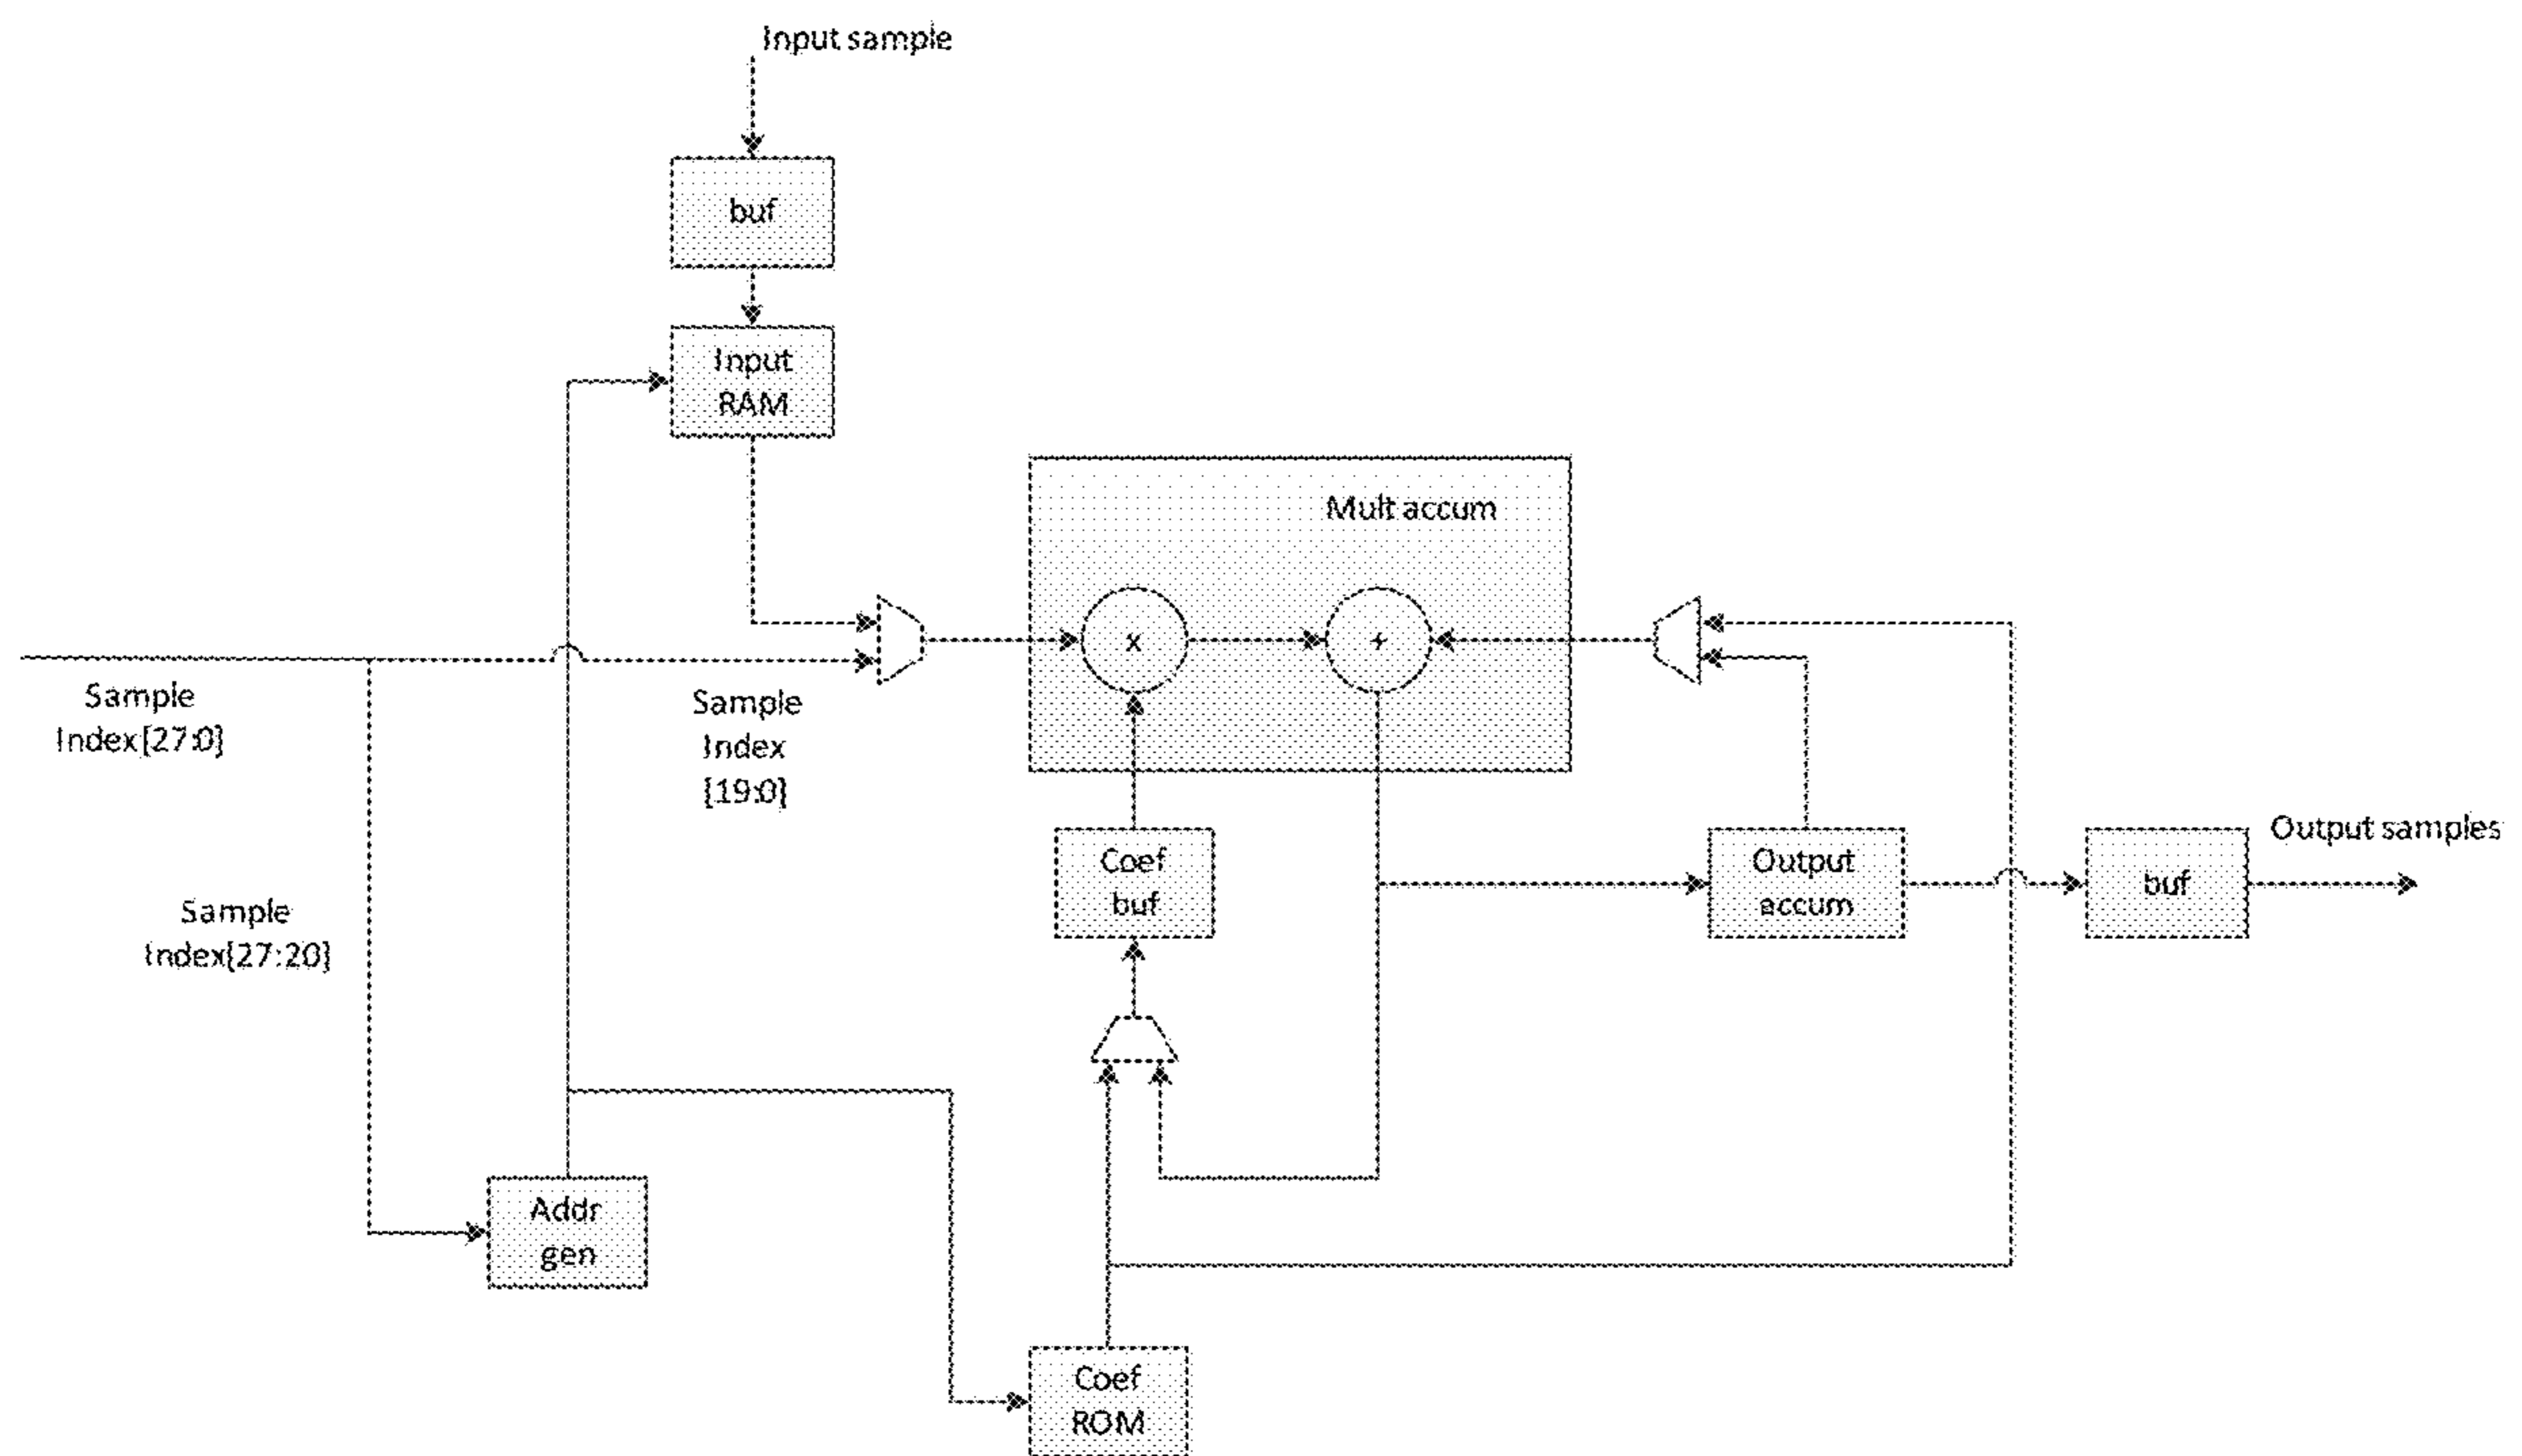 Input sample
buf
Input
RAM
Mult accum
x
+
Sample
Index[27:0]
Sample
Index
[19:0]
Coef
buf
Output
accum
buf
Output samples
Sample
Index[27:20]
Addr
gen
Coef
ROM